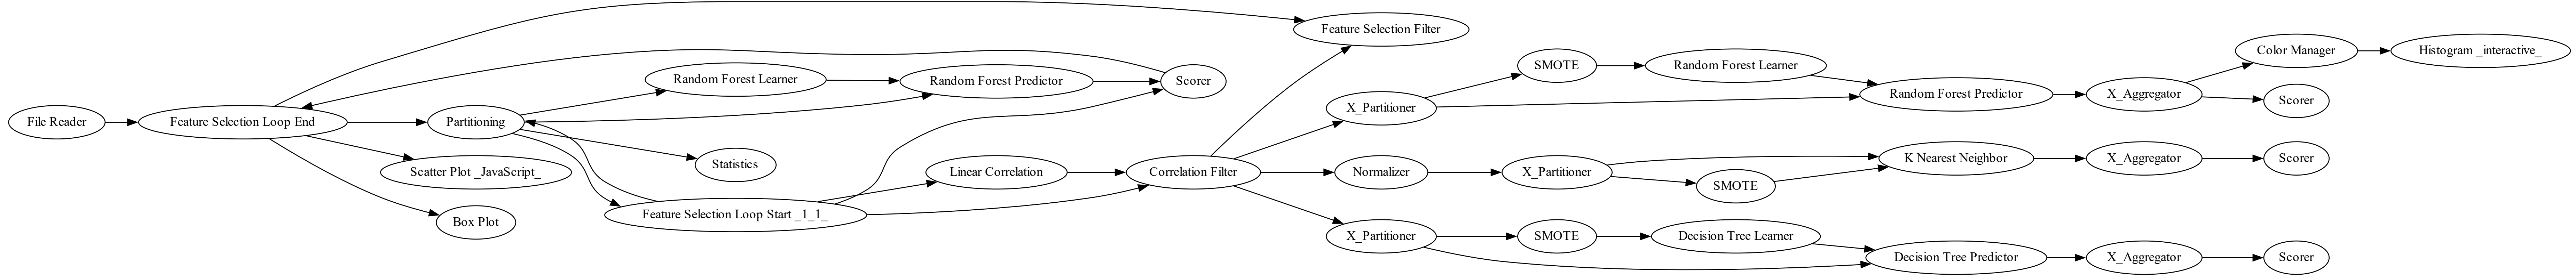 File Reader
Feature Selection Loop End
Partitioning
Scatter Plot _JavaScript_
Box Plot
Random Forest Learner
Statistics
Feature Selection Loop Start _1_1_
Random Forest Predictor
Linear Correlation
Scorer
Correlation Filter
Feature Selection Filter
X_Partitioner
Normalizer
X_Partitioner
SMOTE
X_Partitioner
SMOTE
Random Forest Learner
SMOTE
Decision Tree Learner
Random Forest Predictor
K Nearest Neighbor
Decision Tree Predictor
X_Aggregator
X_Aggregator
X_Aggregator
Color Manager
Scorer
Scorer
Scorer
Histogram _interactive_